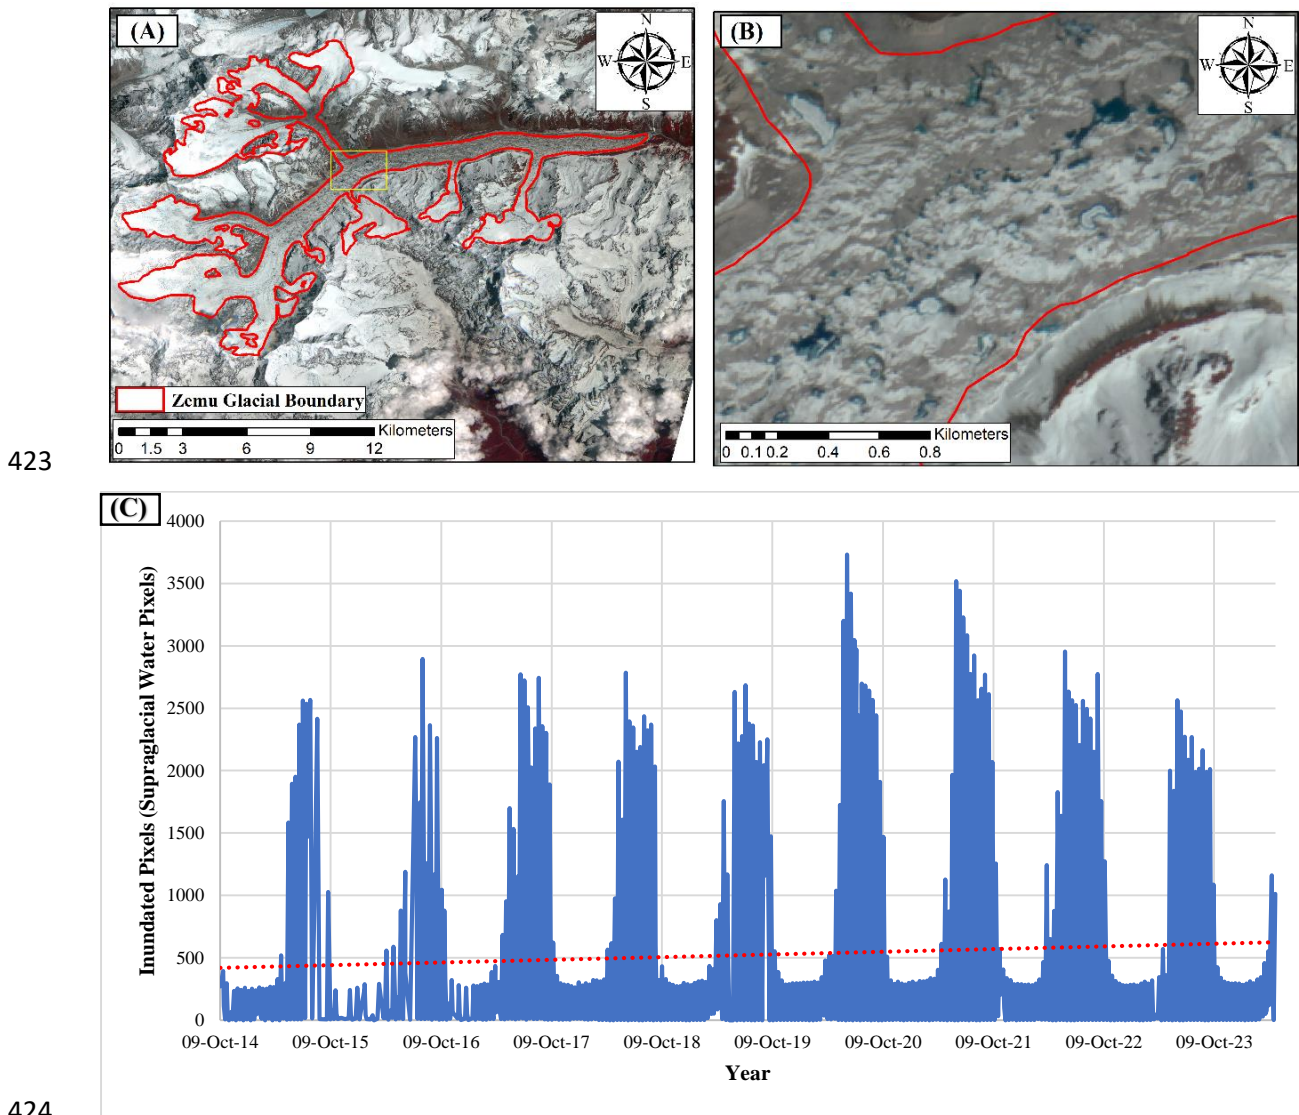 (A)
N
W E
S
Zemu Glacial Boundary
Kilometers
0 1.5 3 6 9 12
(B)
N
W E
S
Kilometers
0 0.1 0.2 0.4 0.6 0.8
423
(C)
Inundated Pixels (Supraglacial Water Pixels)
4000
3500
3000
2500
2000
1500
1000
500
0
09-Oct-14 09-Oct-15 09-Oct-16 09-Oct-17 09-Oct-18 09-Oct-19 09-Oct-20 09-Oct-21 09-Oct-22 09-Oct-23
Year
424